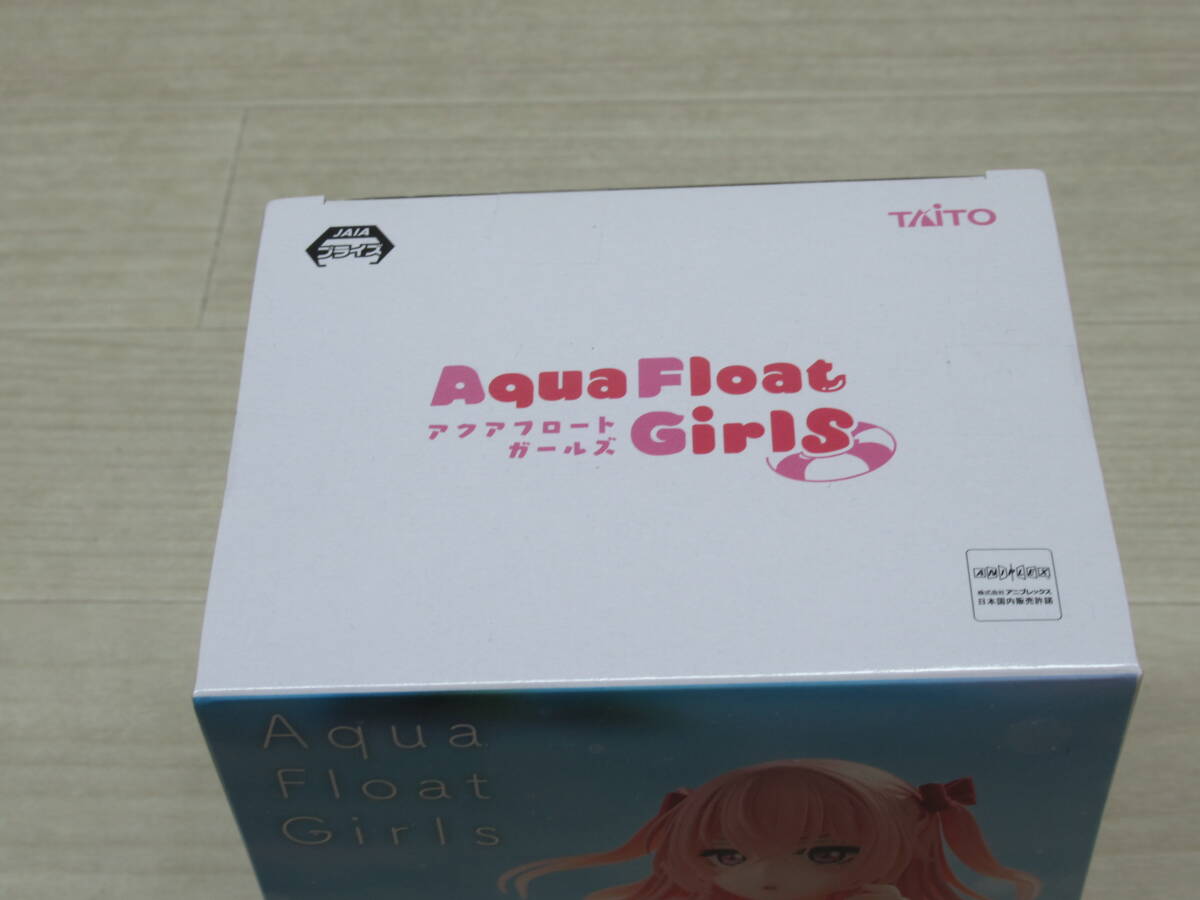 JAIA
プライズ
TAITO
Aqua Float
アクアフロート
ガールズ
Girls
ANIPLEX
株式会社アニプレックス
日本国内販売許諾
Aqua
Float
Girls